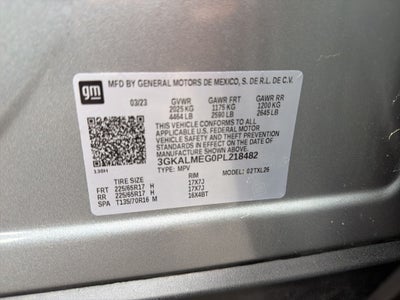 gm MFD BY GENERAL MOTORS DE MEXICO, S. DE R.L. DE C.V.
03/23 GVWR GAWR FRT GAWR RR
2025 KG 1175 KG 1200 KG
4464 LB 2590 LB 2645 LB
THIS VEHICLE CONFORMS TO ALL
APPLICABLE U.S. FEDERAL MOTOR
VEHICLE SAFETY AND THEFT
PREVENTION STANDARDS IN EFFECT
ON THE DATE OF MANUFACTURE
SHOWN ABOVE.
3GKALMEG0PL218482
TYPE: MPV MODEL: 02TXL26
TIRE SIZE RIM
FRT 225/65R17 H 17X7J
RR 225/65R17 H 17X7J
SPA T135/70R16 M 16X4BT